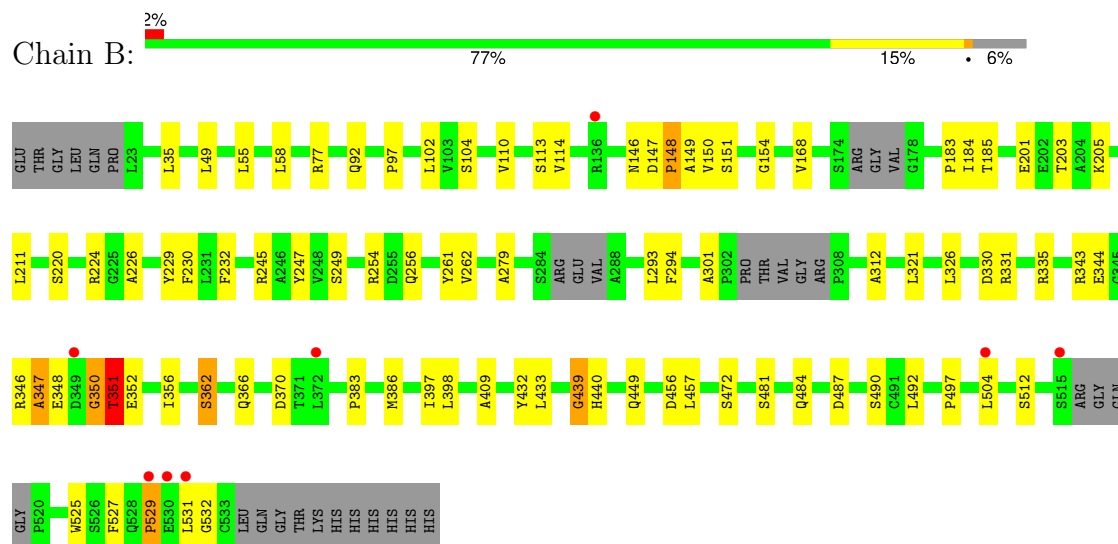 2%
Chain B:
77% 15% • 6%
GLU THR GLY LEU GLN PRO L23 L35 L49 L55 L58 R77 Q92 P97 L102 V103 S104 V110 S113 V114 R136 N146 D147 P148 A149 V150 S151 G154 V168 S174 ARG GLY VAL G178 P183 I184 T185 E201 E202 T203 A204 K205
L211 S220 R224 G225 A226 Y229 F230 L231 F232 R245 A246 Y247 V248 S249 R254 D255 Q256 Y261 V262 A279 S284 ARG GLU VAL A288 L293 F294 A301 P302 PRO THR VAL GLY ARG P308 A312 L321 L326 D330 R331 R335 R343 E344 G345
R346 A347 E348 D349 G350 T351 E352 I356 S362 Q366 D370 T371 L372 P383 M386 I397 L398 A409 Y432 L433 G439 H440 Q449 D456 L457 S472 S481 Q484 D487 S490 C491 L492 P497 L504 S512 S515 ARG GLY GLN
GLY P520 W525 S526 F527 Q528 P529 E530 L531 G532 C533 LEU GLN GLY THR LYS HIS HIS HIS HIS HIS HIS